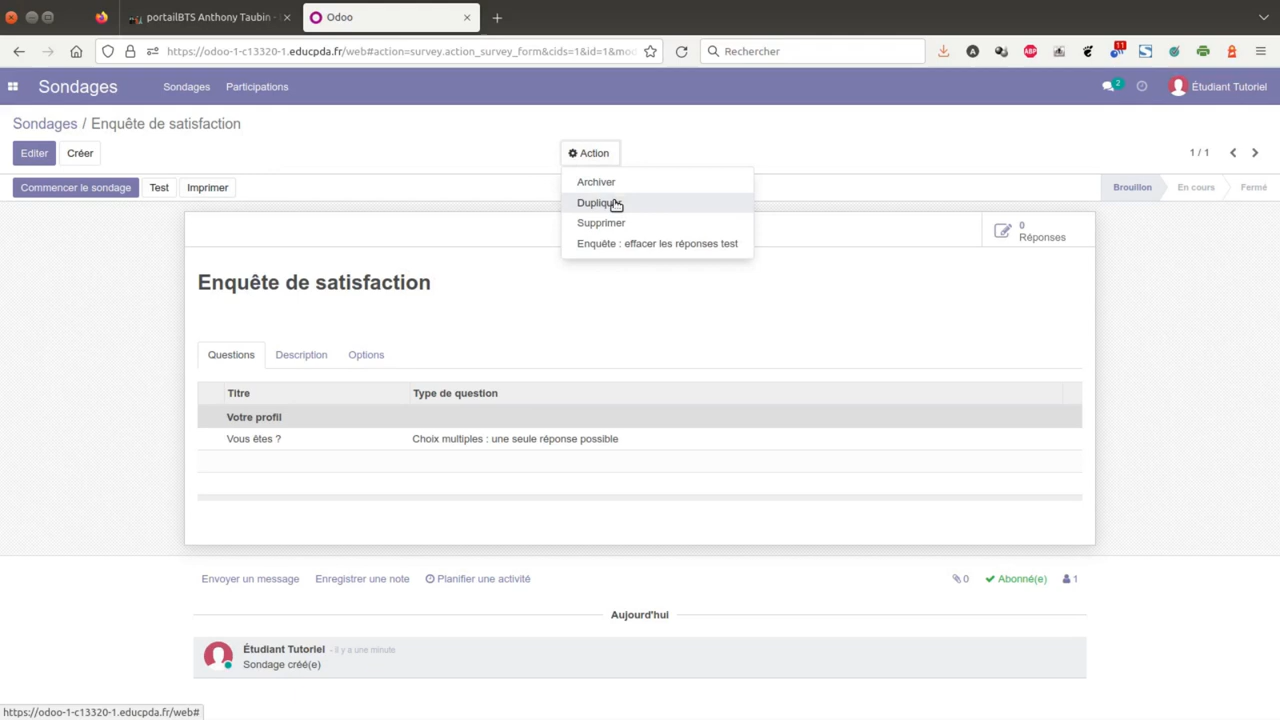 portailBTS Anthony Taubin
Odoo
https://odoo-1-c13320-1.educpda.fr/web#action=survey.action_survey_form&cids=1&id=1&mod
Rechercher
11
Sondages
Sondages
Participations
2
Étudiant Tutoriel
Sondages / Enquête de satisfaction
Editer
Créer
Action
1 / 1
Archiver
Dupliquer
Supprimer
Enquête : effacer les réponses test
Commencer le sondage
Test
Imprimer
Brouillon
En cours
Fermé
0
Réponses
Enquête de satisfaction
Questions
Description
Options
Titre
Type de question
Votre profil
Vous êtes ?
Choix multiples : une seule réponse possible
Envoyer un message
Enregistrer une note
Planifier une activité
0
Abonné(e)
1
Aujourd'hui
Étudiant Tutoriel - il y a une minute
Sondage créé(e)
https://odoo-1-c13320-1.educpda.fr/web#